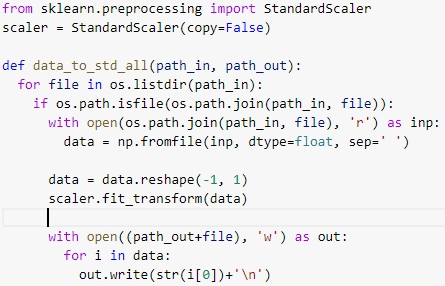 from sklearn.preprocessing import StandardScaler
scaler = StandardScaler(copy=False)
def data_to_std_all(path_in, path_out):
  for file in os.listdir(path_in):
    if os.path.isfile(os.path.join(path_in, file)):
      with open(os.path.join(path_in, file), 'r') as inp:
        data = np.fromfile(inp, dtype=float, sep=' ')
      data = data.reshape(-1, 1)
      scaler.fit_transform(data)
      with open((path_out+file), 'w') as out:
        for i in data:
          out.write(str(i[0])+'\n')